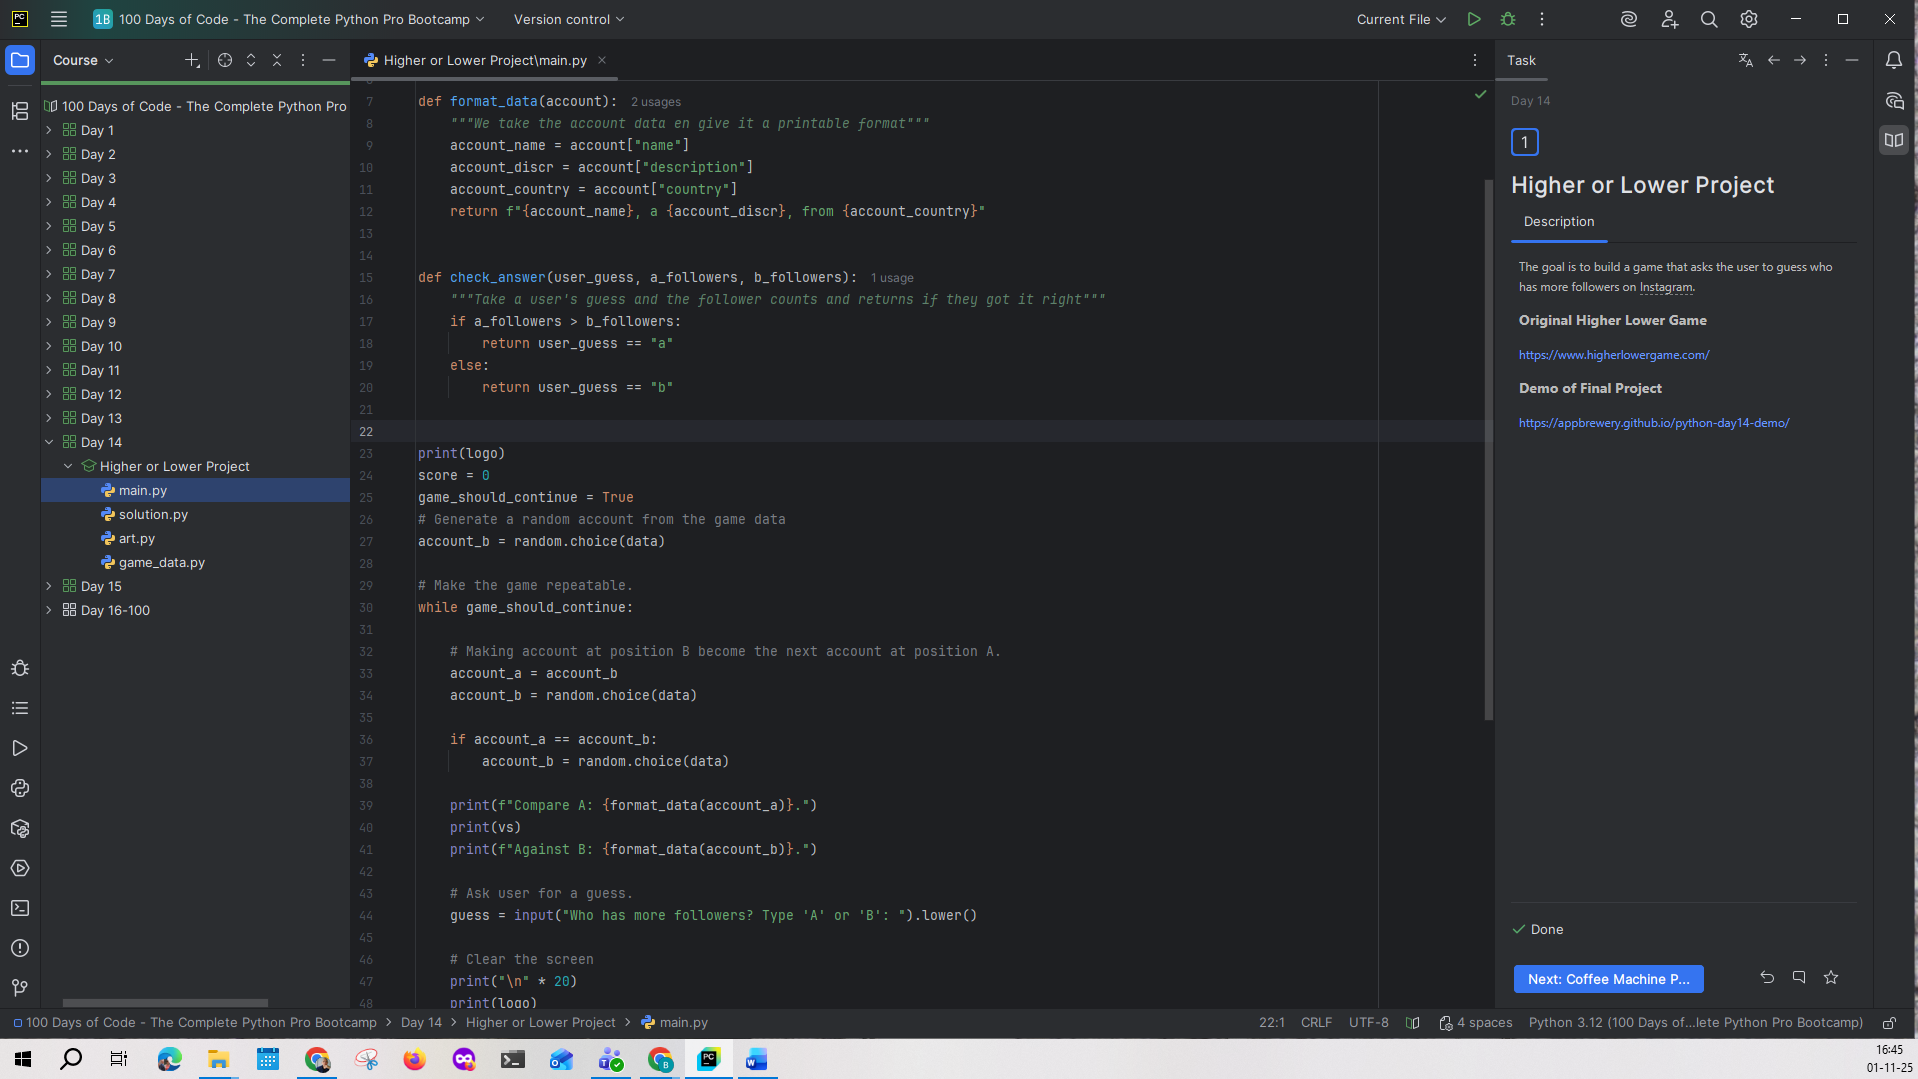 PC
1B 100 Days of Code - The Complete Python Pro Bootcamp
Version control
Current File
Course
100 Days of Code - The Complete Python Pro
Day 1
Day 2
Day 3
Day 4
Day 5
Day 6
Day 7
Day 8
Day 9
Day 10
Day 11
Day 12
Day 13
Day 14
Higher or Lower Project
main.py
solution.py
art.py
game_data.py
Day 15
Day 16-100
Higher or Lower Project\main.py
7 def format_data(account): 2 usages
8 """We take the account data en give it a printable format"""
9 account_name = account["name"]
10 account_discr = account["description"]
11 account_country = account["country"]
12 return f"{account_name}, a {account_discr}, from {account_country}"
13
14
15 def check_answer(user_guess, a_followers, b_followers): 1 usage
16 """Take a user's guess and the follower counts and returns if they got it right"""
17 if a_followers > b_followers:
18 return user_guess == "a"
19 else:
20 return user_guess == "b"
21
22
23 print(logo)
24 score = 0
25 game_should_continue = True
26 # Generate a random account from the game data
27 account_b = random.choice(data)
28
29 # Make the game repeatable.
30 while game_should_continue:
31
32 # Making account at position B become the next account at position A.
33 account_a = account_b
34 account_b = random.choice(data)
35
36 if account_a == account_b:
37 account_b = random.choice(data)
38
39 print(f"Compare A: {format_data(account_a)}.")
40 print(vs)
41 print(f"Against B: {format_data(account_b)}.")
42
43 # Ask user for a guess.
44 guess = input("Who has more followers? Type 'A' or 'B': ").lower()
45
46 # Clear the screen
47 print("\n" * 20)
48 print(logo)
Task
Day 14
1
Higher or Lower Project
Description
The goal is to build a game that asks the user to guess who
has more followers on Instagram.
Original Higher Lower Game
https://www.higherlowergame.com/
Demo of Final Project
https://appbrewery.github.io/python-day14-demo/
Done
Next: Coffee Machine P...
100 Days of Code - The Complete Python Pro Bootcamp > Day 14 > Higher or Lower Project > main.py
22:1 CRLF UTF-8 4 spaces Python 3.12 (100 Days of...lete Python Pro Bootcamp)
16:45
01-11-25